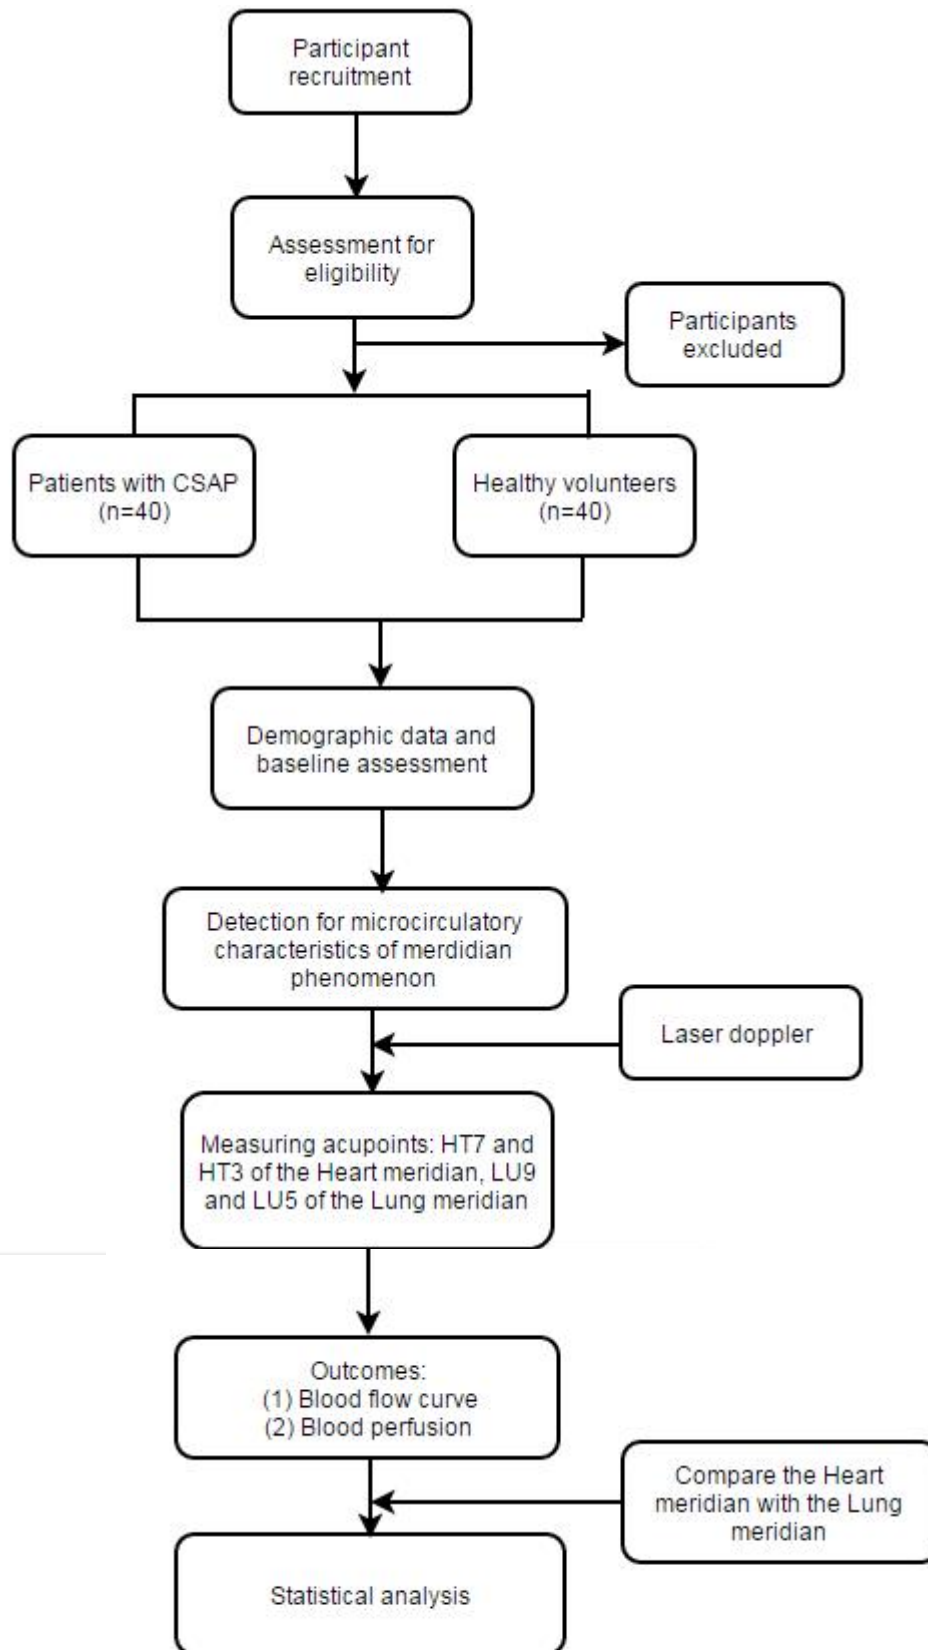 Participant
recruitment
Assessment for
eligibility
Participants
excluded
Patients with CSAP
(n=40)
Healthy volunteers
(n=40)
Demographic data and
baseline assessment
Detection for microcirculatory
characteristics of merdidian
phenomenon
Laser doppler
Measuring acupoints: HT7 and
HT3 of the Heart meridian, LU9
and LU5 of the Lung meridian
Outcomes:
(1) Blood flow curve
(2) Blood perfusion
Compare the Heart
meridian with the Lung
meridian
Statistical analysis